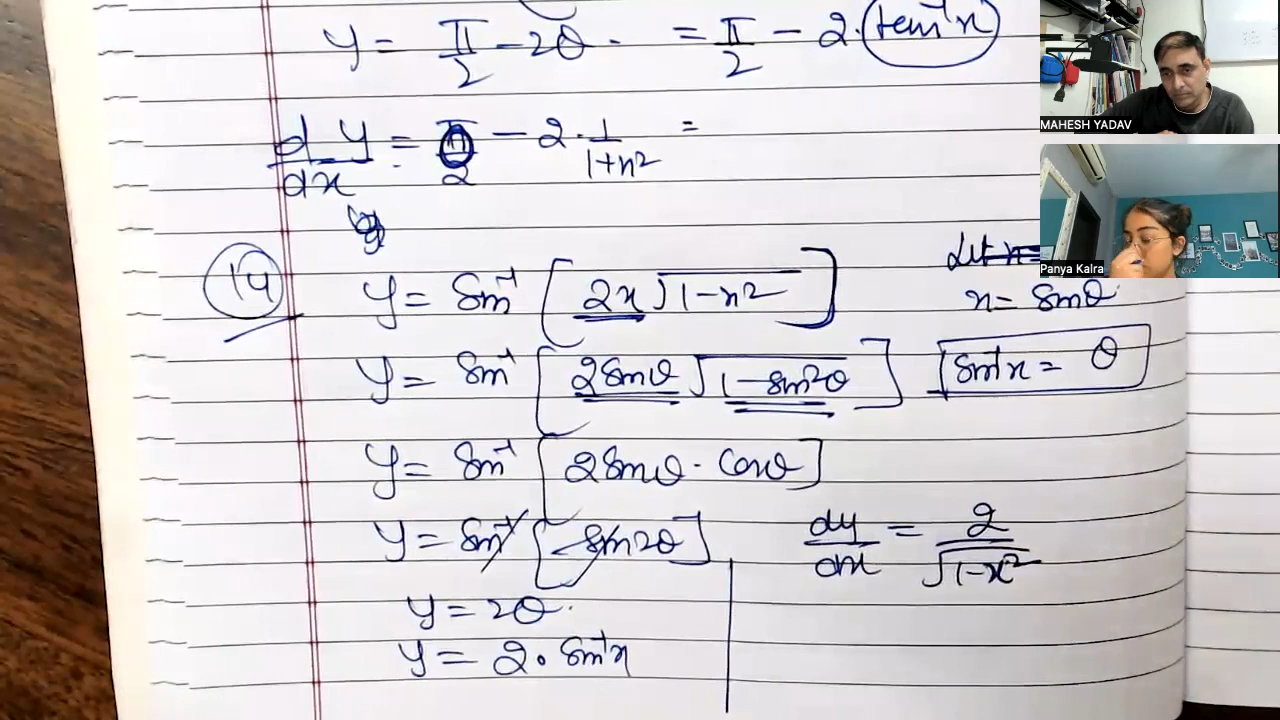 y = π/2 - 2θ. = π/2 - 2.(tan⁻¹x)
MAHESH YADAV
d y/dx = 0 - 2.1/1+x² =
Panya Kalra
(14)
y = Sin⁻¹ [2x√1-x²]
Let x=
x = Sinθ
y = Sin⁻¹ [2Sinθ √1-Sin²θ]
Sin⁻¹x = θ
y = Sin⁻¹ [2Sinθ . Cosθ]
y = Sin⁻¹ [Sin2θ]
dy/dx = 2/√1-x²
y = 2θ.
y = 2 . Sin⁻¹x